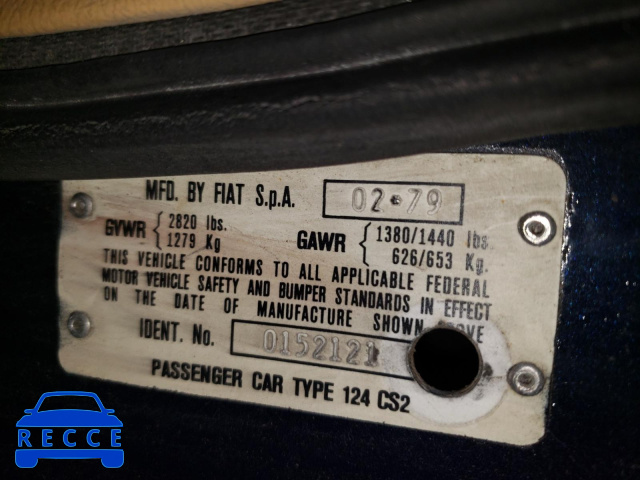 MFD. BY FIAT S.p.A. 02*79
GVWR { 2820 lbs.
1279 Kg
GAWR { 1380/1440 lbs.
626/653 Kg.
THIS VEHICLE CONFORMS TO ALL APPLICABLE FEDERAL
MOTOR VEHICLE SAFETY AND BUMPER STANDARDS IN EFFECT
ON THE DATE OF MANUFACTURE SHOWN ABOVE
IDENT. No. 0152121
PASSENGER CAR TYPE 124 CS2
RECCE